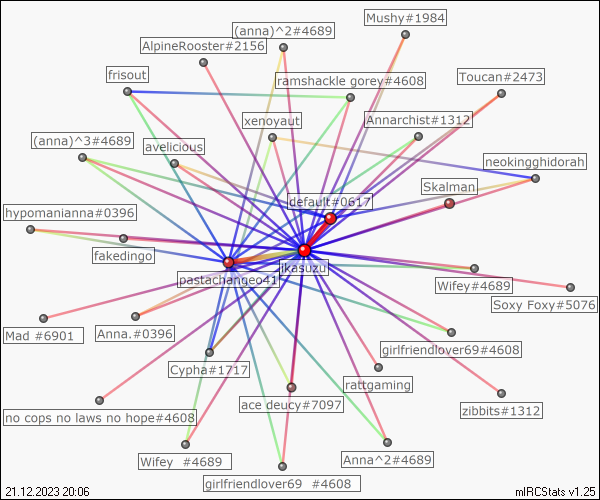 Mushy#1984
(anna)^2#4689
AlpineRooster#2156
frisout
ramshackle gorey#4608
Toucan#2473
xenoyaut
Annarchist#1312
(anna)^3#4689
avelicious
neokingghidorah
Skalman
default#0617
hypomanianna#0396
fakedingo
ikasuzu
pastachangeo41
Wifey#4689
Soxy Foxy#5076
Mad #6901
Anna.#0396
girlfriendlover69#4608
Cypha#1717
rattgaming
ace deucy#7097
zibbits#1312
no cops no laws no hope#4608
Wifey #4689
Anna^2#4689
girlfriendlover69 #4608
21.12.2023 20:06
mIRCStats v1.25